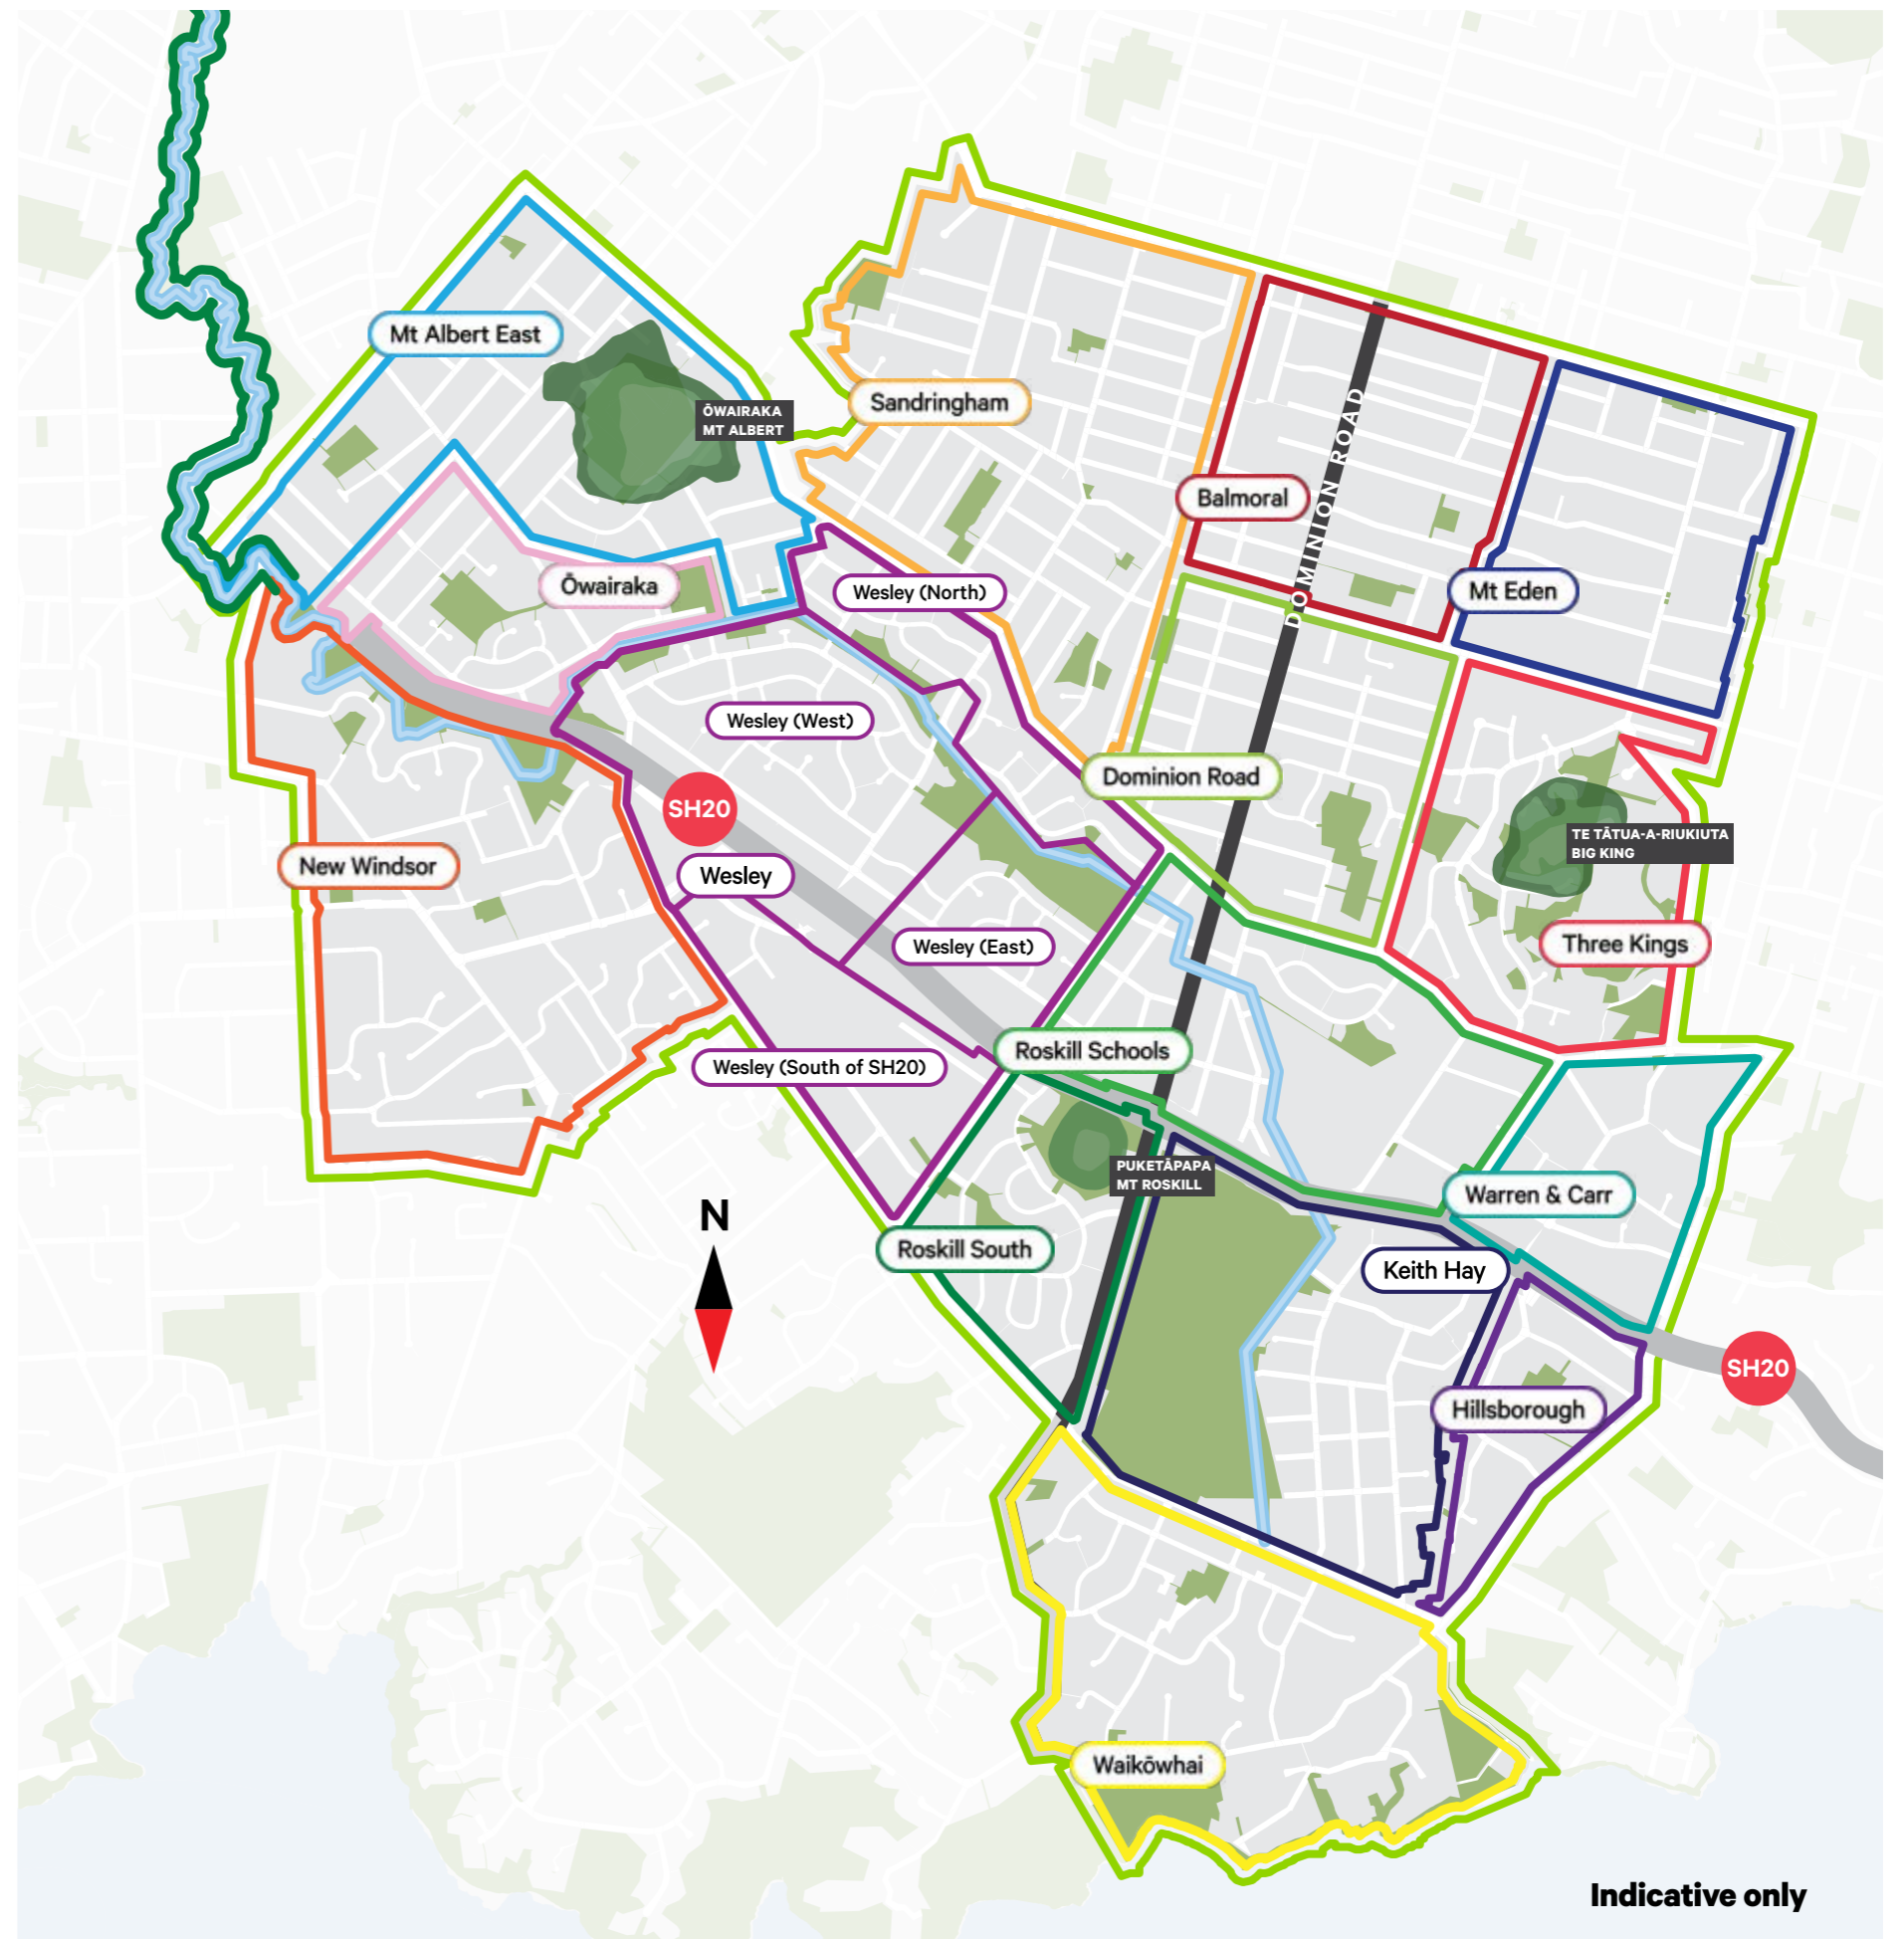 Mt Albert East
ŌWAIRAKA
MT ALBERT
Sandringham
DOMINION ROAD
Balmoral
Ōwairaka
Wesley (North)
Mt Eden
Wesley (West)
Dominion Road
SH20
TE TĀTUA-A-RIUKIUTA
BIG KING
New Windsor
Wesley
Wesley (East)
Three Kings
Roskill Schools
Wesley (South of SH20)
PUKETĀPAPA
MT ROSKILL
Warren & Carr
N
Roskill South
Keith Hay
SH20
Hillsborough
Waikōwhai
Indicative only